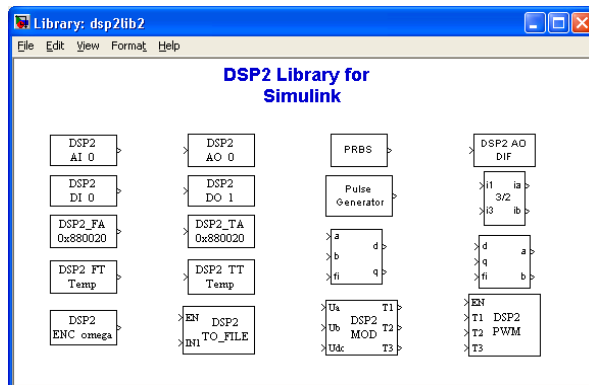 Library: dsp2lib2
File Edit View Format Help
DSP2 Library for
Simulink
DSP2
AI 0
DSP2
AO 0
PRBS
DSP2 AO
DIF
DSP2
DI 0
DSP2
DO 1
Pulse
Generator
i1 ia
3/2
i3 ib
DSP2_FA
0x880020
DSP2_TA
0x880020
a
b
fi
d
q
d
q
fi
a
b
DSP2 FT
Temp
DSP2 TT
Temp
DSP2
ENC omega
EN
IN1
DSP2
TO_FILE
Ua
Ub
Udc
DSP2
MOD
T1
T2
T3
EN
T1
T2
T3
DSP2
PWM